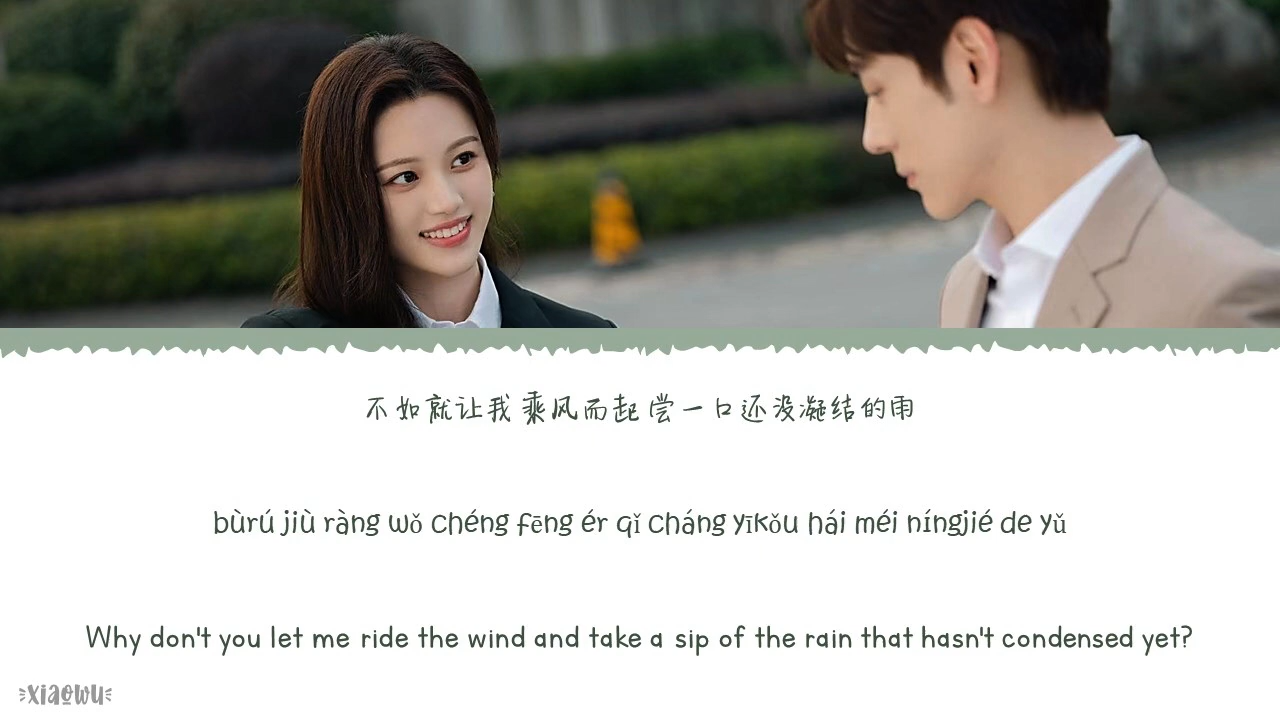 不如就让我乘风而起 尝一口还没凝结的雨
bùrú jiù ràng wǒ chéng fēng ér qǐ cháng yīkǒu hái méi níngjié de yǔ
Why don't you let me ride the wind and take a sip of the rain that hasn't condensed yet?
xiaowu